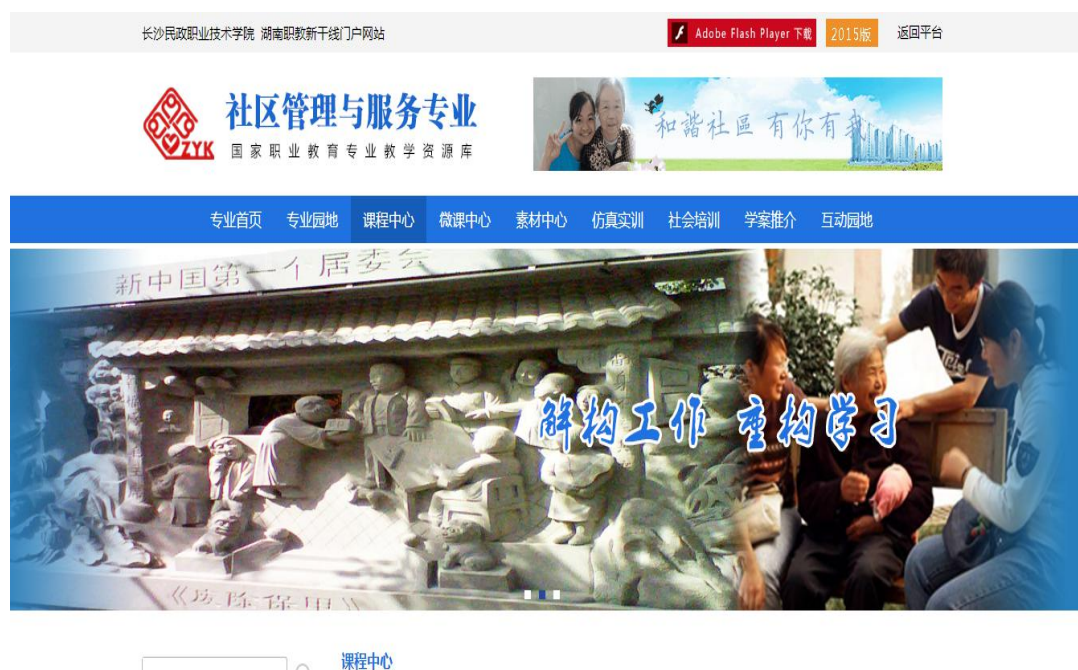 长沙民政职业技术学院 湖南职教新干线门户网站
Adobe Flash Player 下载
2015版
返回平台
ZYK
社区管理与服务专业
国家职业教育专业教学资源库
和谐社區 有你有我
专业首页 专业园地 课程中心 微课中心 素材中心 仿真实训 社会培训 学案推介 互动园地
新中国第一个居委会
解构工作 重构学习
《废除保甲》
课程中心